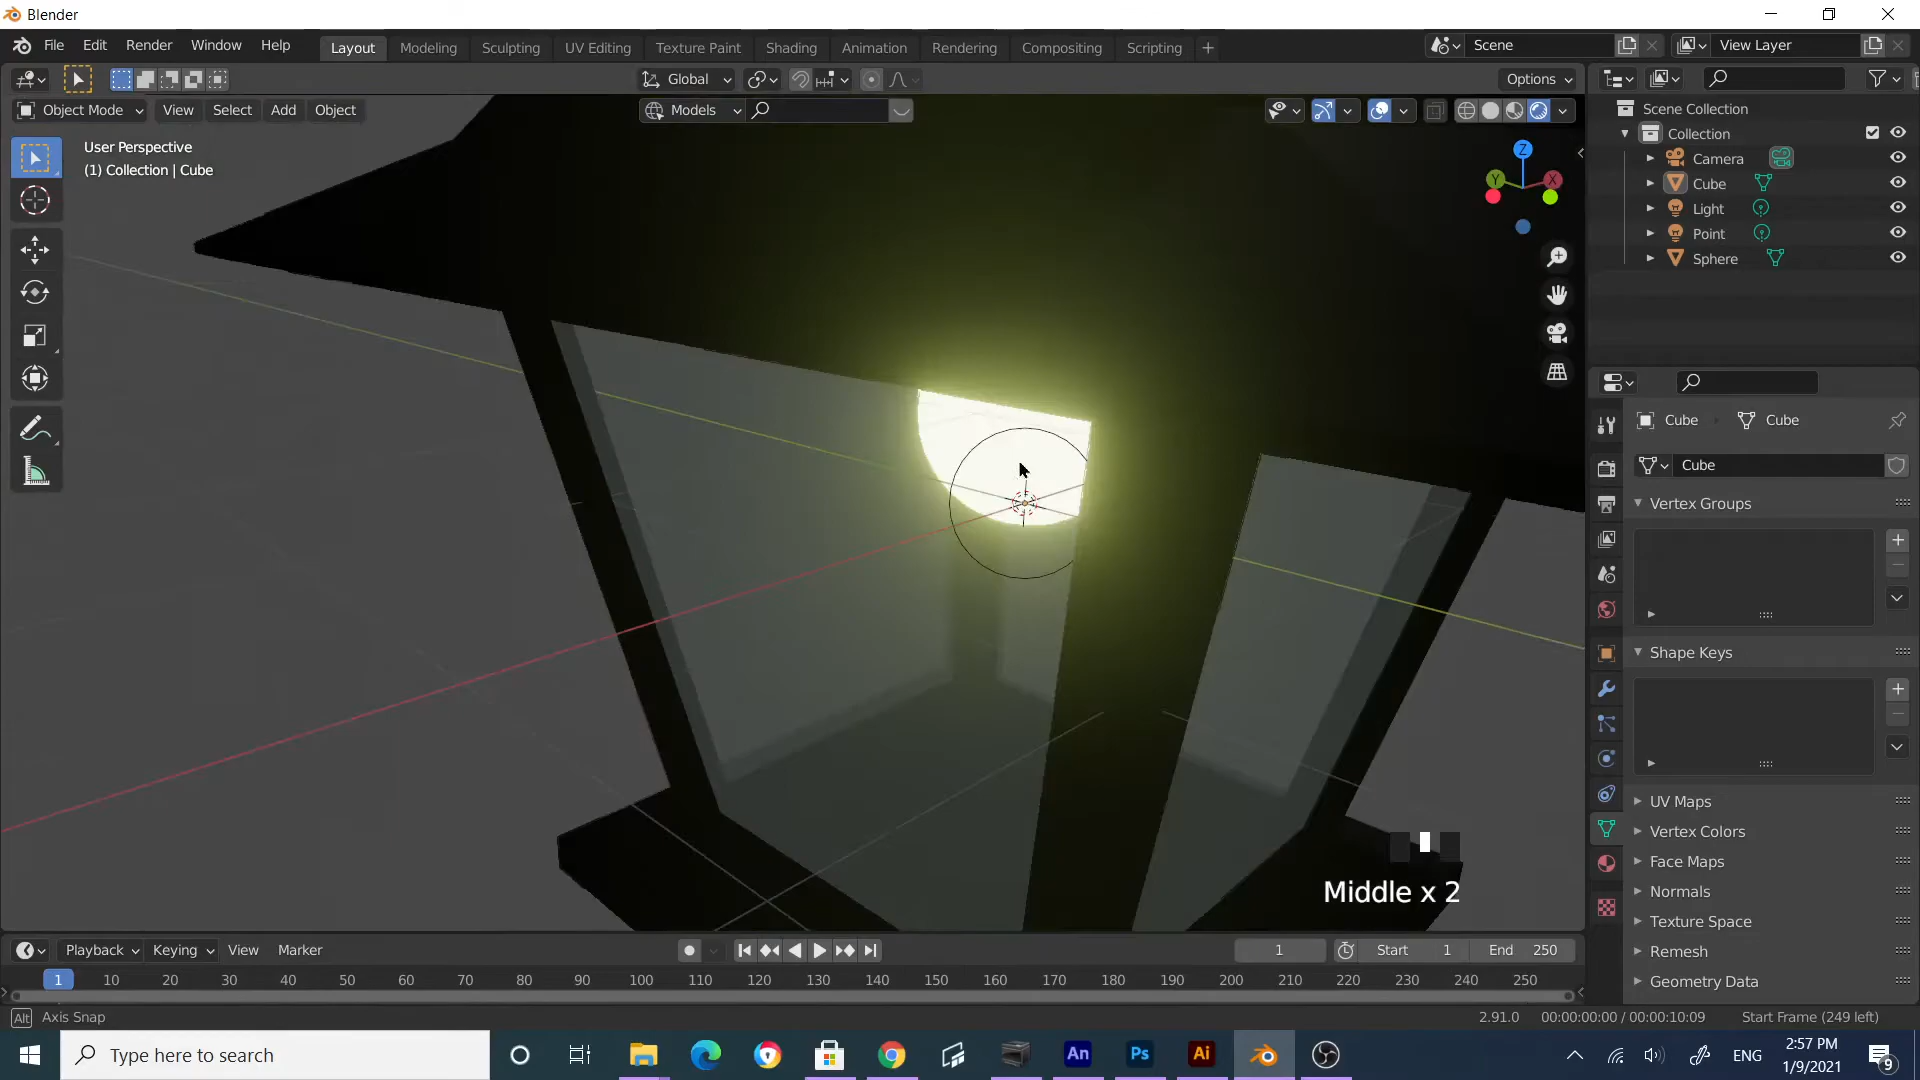 Blender
File Edit Render Window Help
Layout Modeling Sculpting UV Editing Texture Paint Shading Animation Rendering Compositing Scripting +
Scene
View Layer
Global
Options
Object Mode View Select Add Object
Models
User Perspective
(1) Collection | Cube
Z
Y
X
Scene Collection
Collection
Camera
Cube
Light
Point
Sphere
Cube
Cube
Cube
Vertex Groups
Shape Keys
UV Maps
Vertex Colors
Face Maps
Normals
Texture Space
Remesh
Geometry Data
Middle x 2
Playback Keying View Marker
1
Start 1
End 250
1 10 20 30 40 50 60 70 80 90 100 110 120 130 140 150 160 170 180 190 200 210 220 230 240 250
Alt Axis Snap
2.91.0 00:00:00:00 / 00:00:10:09 Start Frame (249 left)
Type here to search
An
Ps
Ai
ENG
2:57 PM
1/9/2021
9